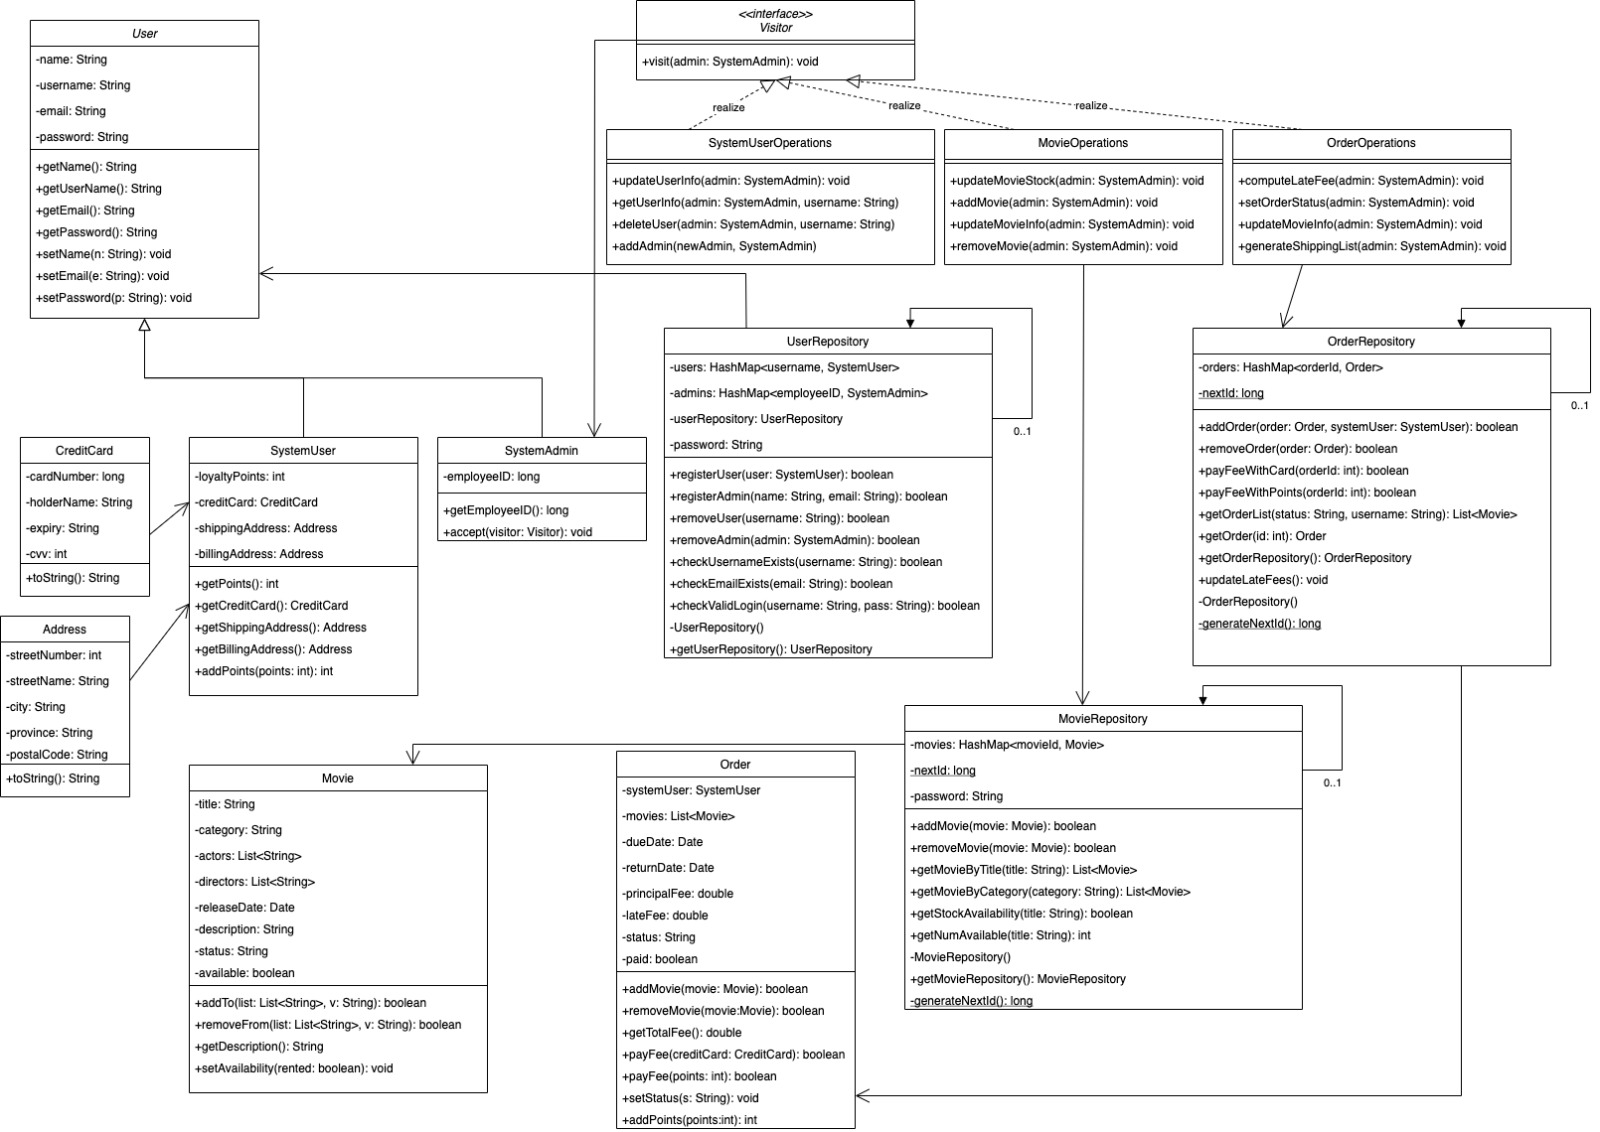 User
-name: String
-username: String
-email: String
-password: String
+getName(): String
+getUserName(): String
+getEmail(): String
+getPassword(): String
+setName(n: String): void
+setEmail(e: String): void
+setPassword(p: String): void
<<interface>>
Visitor
+visit(admin: SystemAdmin): void
realize
realize
realize
SystemUserOperations
+updateUserInfo(admin: SystemAdmin): void
+getUserInfo(admin: SystemAdmin, username: String)
+deleteUser(admin: SystemAdmin, username: String)
+addAdmin(newAdmin, SystemAdmin)
MovieOperations
+updateMovieStock(admin: SystemAdmin): void
+addMovie(admin: SystemAdmin): void
+updateMovieInfo(admin: SystemAdmin): void
+removeMovie(admin: SystemAdmin): void
OrderOperations
+computeLateFee(admin: SystemAdmin): void
+setOrderStatus(admin: SystemAdmin): void
+updateMovieInfo(admin: SystemAdmin): void
+generateShippingList(admin: SystemAdmin): void
UserRepository
-users: HashMap<username, SystemUser>
-admins: HashMap<employeeID, SystemAdmin>
-userRepository: UserRepository
-password: String
+registerUser(user: SystemUser): boolean
+registerAdmin(name: String, email: String): boolean
+removeUser(username: String): boolean
+removeAdmin(admin: SystemAdmin): boolean
+checkUsernameExists(username: String): boolean
+checkEmailExists(email: String): boolean
+checkValidLogin(username: String, pass: String): boolean
-UserRepository()
+getUserRepository(): UserRepository
0..1
OrderRepository
-orders: HashMap<orderId, Order>
-nextId: long
+addOrder(order: Order, systemUser: SystemUser): boolean
+removeOrder(order: Order): boolean
+payFeeWithCard(orderId: int): boolean
+payFeeWithPoints(orderId: int): boolean
+getOrderList(status: String, username: String): List<Movie>
+getOrder(id: int): Order
+getOrderRepository(): OrderRepository
+updateLateFees(): void
-OrderRepository()
-generateNextId(): long
0..1
CreditCard
-cardNumber: long
-holderName: String
-expiry: String
-cvv: int
+toString(): String
SystemUser
-loyaltyPoints: int
-creditCard: CreditCard
-shippingAddress: Address
-billingAddress: Address
+getPoints(): int
+getCreditCard(): CreditCard
+getShippingAddress(): Address
+getBillingAddress(): Address
+addPoints(points: int): int
SystemAdmin
-employeeID: long
+getEmployeeID(): long
+accept(visitor: Visitor): void
Address
-streetNumber: int
-streetName: String
-city: String
-province: String
-postalCode: String
+toString(): String
Movie
-title: String
-category: String
-actors: List<String>
-directors: List<String>
-releaseDate: Date
-description: String
-status: String
-available: boolean
+addTo(list: List<String>, v: String): boolean
+removeFrom(list: List<String>, v: String): boolean
+getDescription(): String
+setAvailability(rented: boolean): void
Order
-systemUser: SystemUser
-movies: List<Movie>
-dueDate: Date
-returnDate: Date
-principalFee: double
-lateFee: double
-status: String
-paid: boolean
+addMovie(movie: Movie): boolean
+removeMovie(movie:Movie): boolean
+getTotalFee(): double
+payFee(creditCard: CreditCard): boolean
+payFee(points: int): boolean
+setStatus(s: String): void
+addPoints(points:int): int
MovieRepository
-movies: HashMap<movieId, Movie>
-nextId: long
-password: String
+addMovie(movie: Movie): boolean
+removeMovie(movie: Movie): boolean
+getMovieByTitle(title: String): List<Movie>
+getMovieByCategory(category: String): List<Movie>
+getStockAvailability(title: String): boolean
+getNumAvailable(title: String): int
-MovieRepository()
+getMovieRepository(): MovieRepository
-generateNextId(): long
0..1